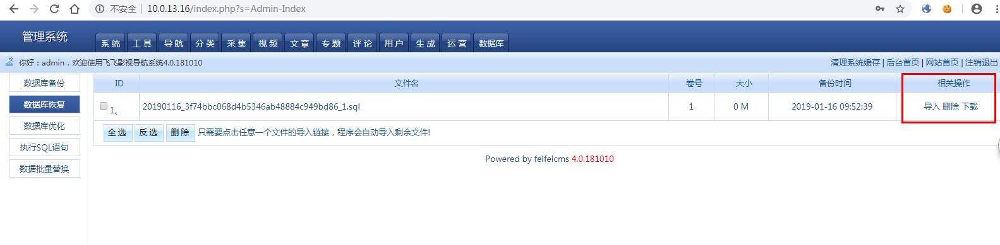 不安全 10.0.13.16/index.php?s=Admin-Index
管理系统 系统 工具 导航 分类 采集 视频 文章 专题 评论 用户 生成 运营 数据库
你好：admin，欢迎使用飞飞影视导航系统4.0.181010 清理系统缓存 | 后台首页 | 网站首页 | 注销退出
数据库备份
数据库恢复
数据库优化
执行SQL语句
数据批量替换
ID 文件名 卷号 大小 备份时间 相关操作
1、 20190116_3f74bbc068d4b5346ab48884c949bd86_1.sql 1 0 M 2019-01-16 09:52:39 导入 删除 下载
全选 反选 删除 只需要点击任意一个文件的导入链接，程序会自动导入剩余文件!
Powered by feifeicms 4.0.181010